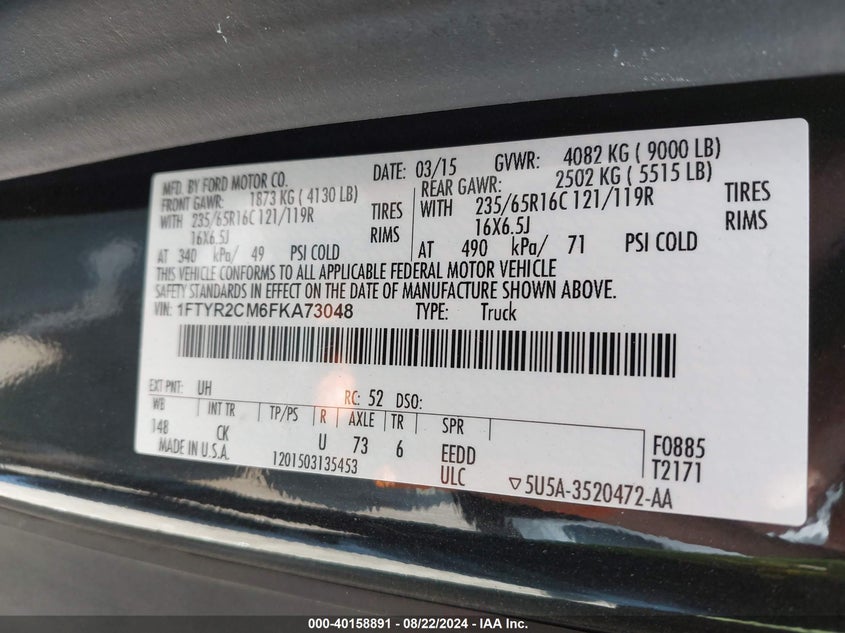 MFD. BY FORD MOTOR CO. DATE: 03/15 GVWR: 4082 KG ( 9000 LB)
FRONT GAWR: 1873 KG ( 4130 LB) REAR GAWR: 2502 KG ( 5515 LB)
WITH 235/65R16C 121/119R TIRES WITH 235/65R16C 121/119R TIRES
16X6.5J RIMS 16X6.5J RIMS
AT 340 kPa/ 49 PSI COLD AT 490 kPa/ 71 PSI COLD
THIS VEHICLE CONFORMS TO ALL APPLICABLE FEDERAL MOTOR VEHICLE
SAFETY STANDARDS IN EFFECT ON THE DATE OF MANUFACTURE SHOWN ABOVE.
VIN: 1FTYR2CM6FKA73048 TYPE: Truck
EXT PNT: UH RC: 52 DSO:
WB INT TR TP/PS R AXLE TR SPR
148 CK U 73 6 EEDD F0885
MADE IN U.S.A. 1201503135453 ULC T2171
5U5A-3520472-AA
000-40158891 - 08/22/2024 - IAA Inc.